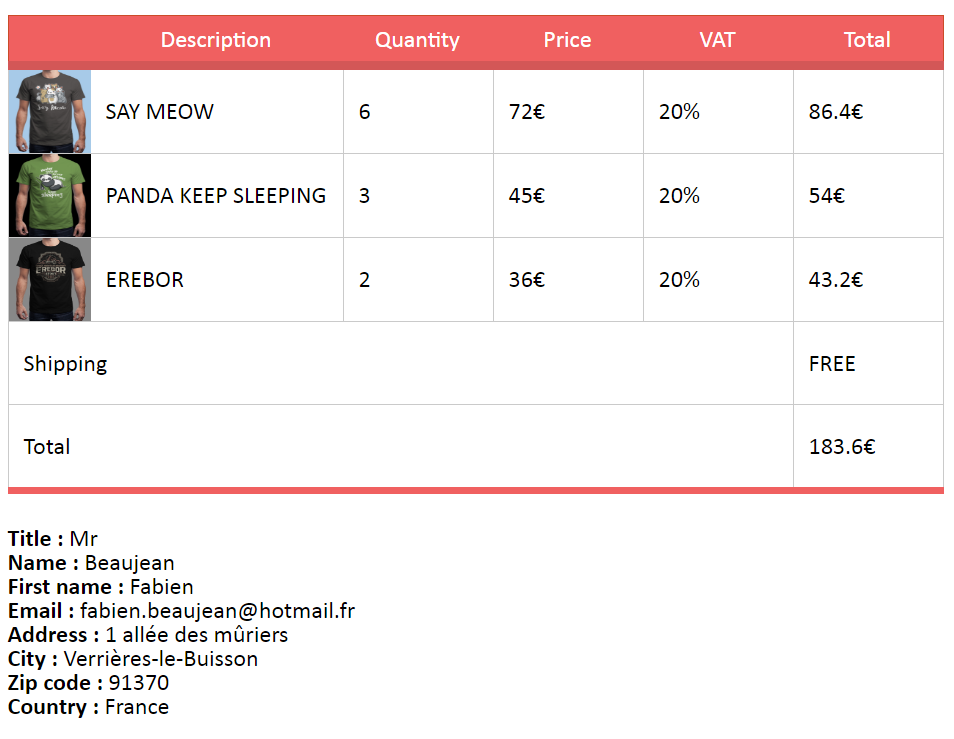 Description Quantity Price VAT Total
SAY MEOW 6 72€ 20% 86.4€
PANDA KEEP SLEEPING 3 45€ 20% 54€
EREBOR
EREBOR 2 36€ 20% 43.2€
Shipping FREE
Total 183.6€
Title : Mr
Name : Beaujean
First name : Fabien
Email : fabien.beaujean@hotmail.fr
Address : 1 allée des mûriers
City : Verrières-le-Buisson
Zip code : 91370
Country : France